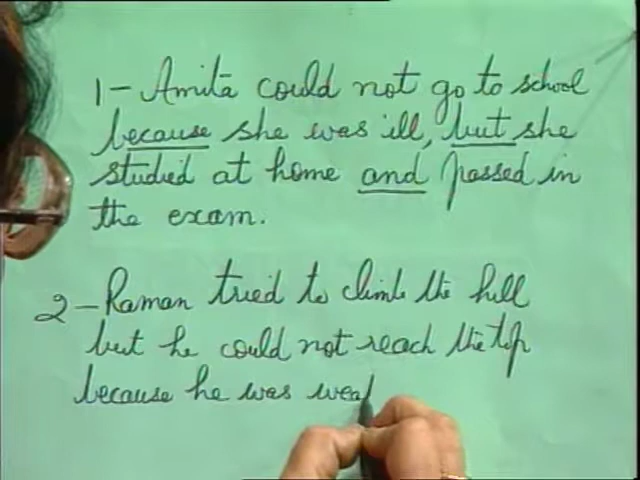 1- Amita could not go to school
because she was ill, but she
studied at home and passed in
the exam.
2- Raman tried to climb the hill
but he could not reach the top
because he was wea